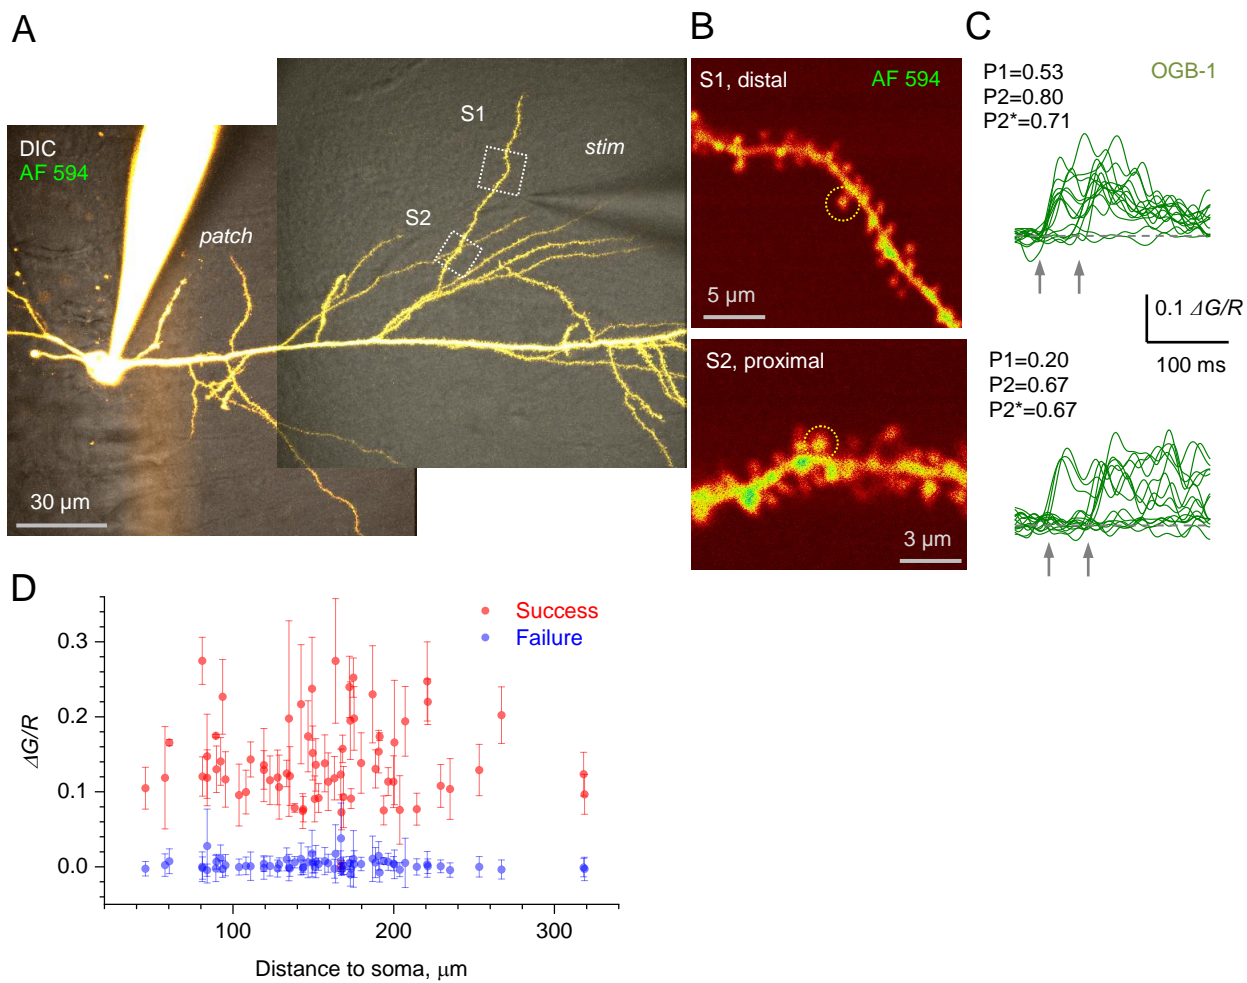 A
DIC
AF 594
patch
S1
S2
stim
30 μm
B
S1, distal
AF 594
5 μm
S2, proximal
3 μm
C
P1=0.53
P2=0.80
P2*=0.71
OGB-1
0.1 ΔG/R
100 ms
P1=0.20
P2=0.67
P2*=0.67
D
Success
Failure
0.3
0.2
0.1
0.0
ΔG/R
100
200
300
Distance to soma, μm